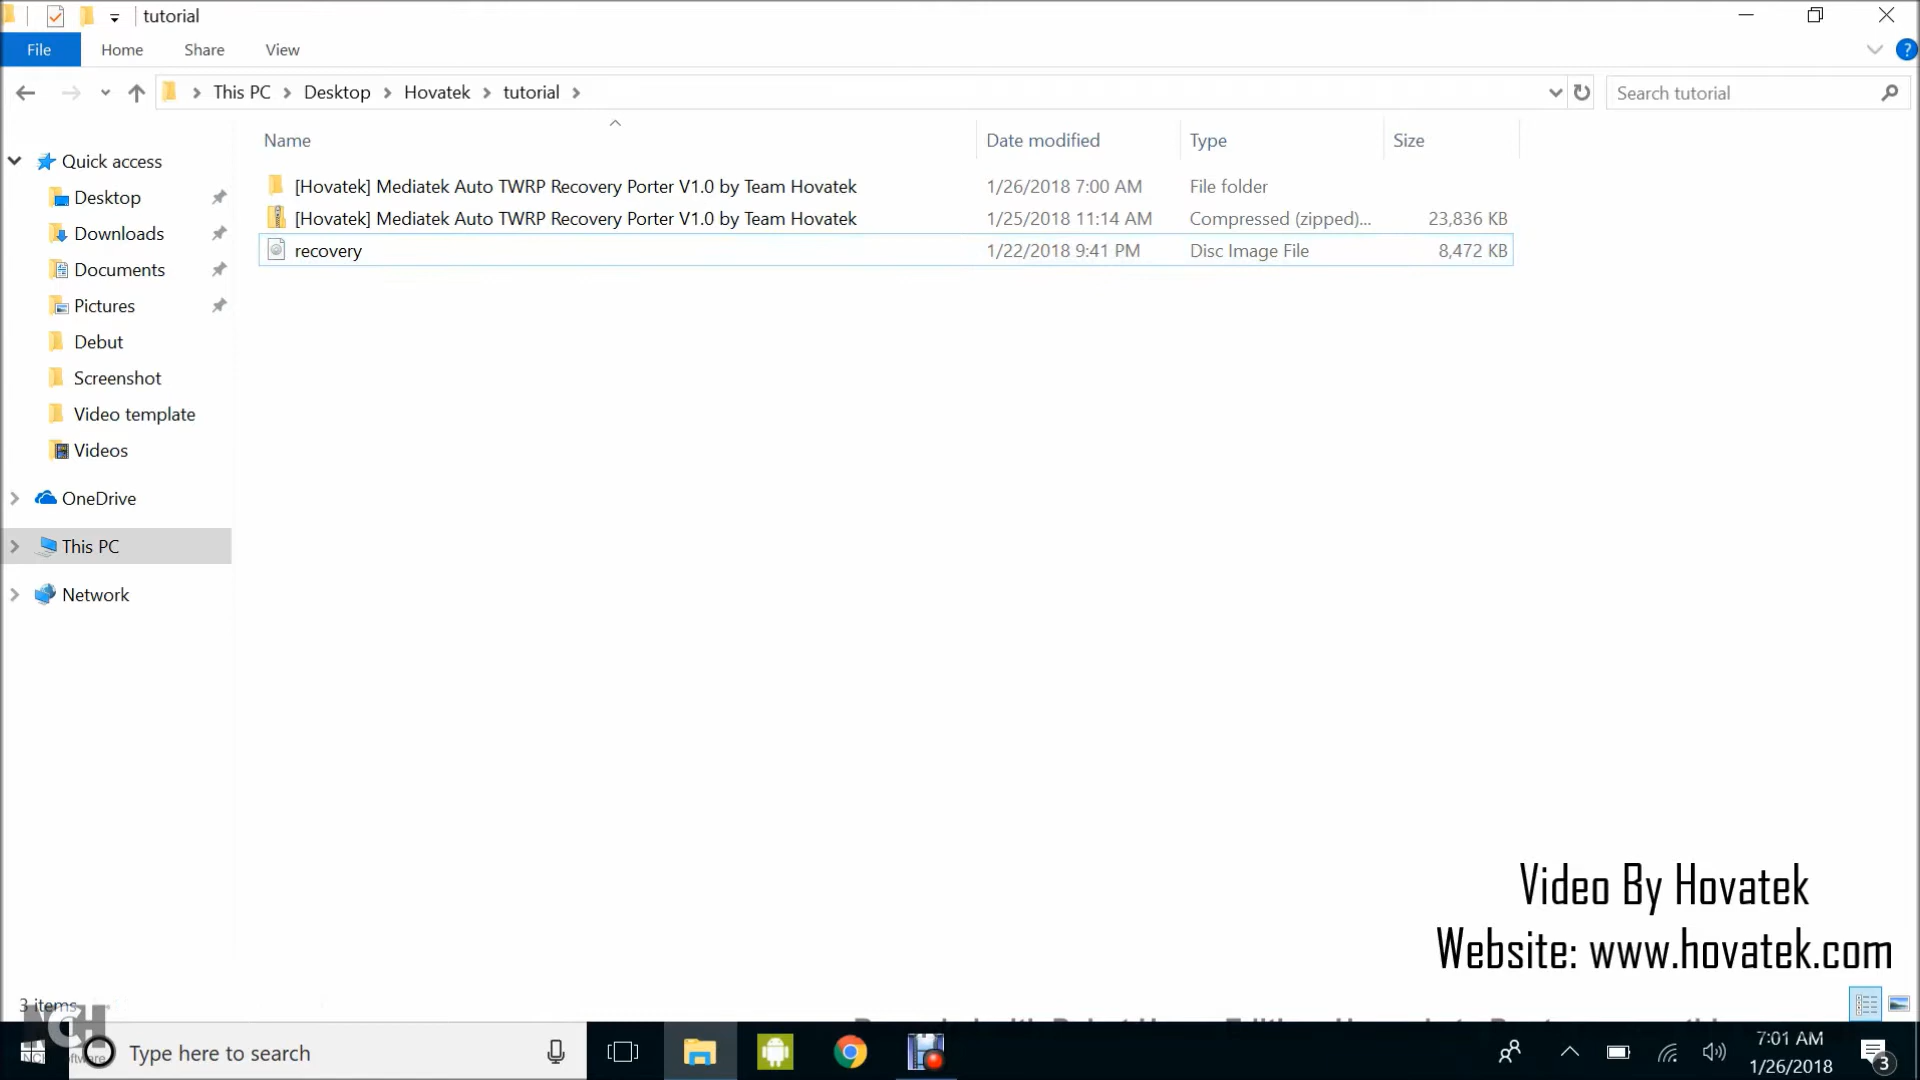 tutorial
File Home Share View
This PC Desktop Hovatek tutorial Search tutorial
Name Date modified Type Size
[Hovatek] Mediatek Auto TWRP Recovery Porter V1.0 by Team Hovatek 1/26/2018 7:00 AM File folder
[Hovatek] Mediatek Auto TWRP Recovery Porter V1.0 by Team Hovatek 1/25/2018 11:14 AM Compressed (zipped)... 23,836 KB
recovery 1/22/2018 9:41 PM Disc Image File 8,472 KB
Quick access
Desktop
Downloads
Documents
Pictures
Debut
Screenshot
Video template
Videos
OneDrive
This PC
Network
Video By Hovatek
Website: www.hovatek.com
3 items
NCH
Type here to search
7:01 AM
1/26/2018
3